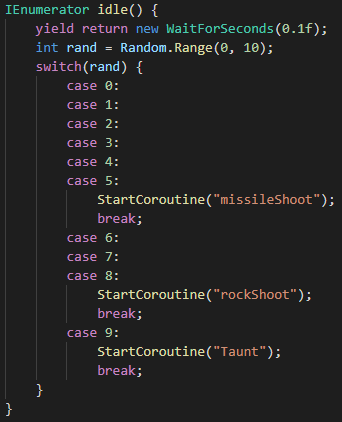 IEnumerator idle() {
    yield return new WaitForSeconds(0.1f);
    int rand = Random.Range(0, 10);
    switch(rand) {
        case 0:
        case 1:
        case 2:
        case 3:
        case 4:
        case 5:
            StartCoroutine("missileShoot");
            break;
        case 6:
        case 7:
        case 8:
            StartCoroutine("rockShoot");
            break;
        case 9:
            StartCoroutine("Taunt");
            break;
    }
}